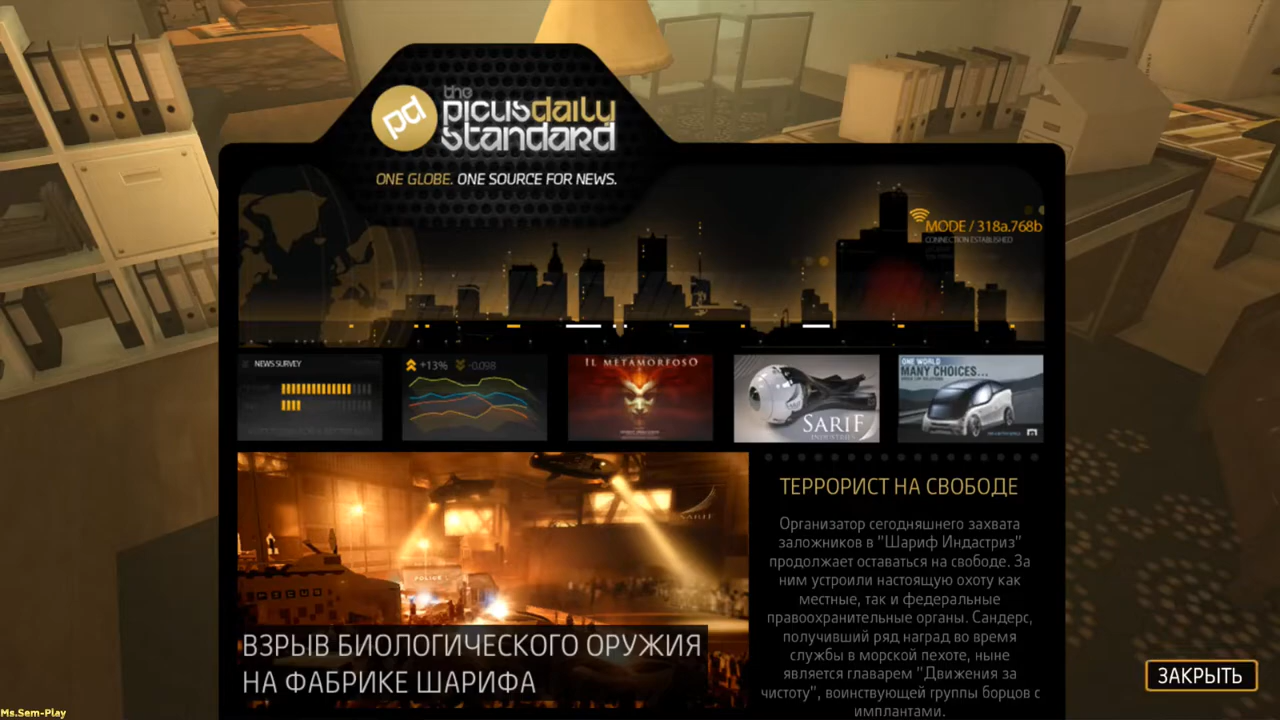 the
picusdaily
standard
pd
ONE GLOBE. ONE SOURCE FOR NEWS.
MODE / 318a.768b
CONNECTION ESTABLISHED
NEWS SURVEY
+13% -0.098
IL METAMORFOSO
SARIF
INDUSTRIES
ONE WORLD
MANY CHOICES...
SARIF
POLICE
PICUS
ВЗРЫВ БИОЛОГИЧЕСКОГО ОРУЖИЯ
НА ФАБРИКЕ ШАРИФА
ТЕРРОРИСТ НА СВОБОДЕ
Организатор сегодняшнего захвата
заложников в "Шариф Индастриз"
продолжает оставаться на свободе. За
ним устроили настоящую охоту как
местные, так и федеральные
правоохранительные органы. Сандерс,
получивший ряд наград во время
службы в морской пехоте, ныне
является главарем "Движения за
чистоту", воинствующей группы борцов с
имплантами.
ЗАКРЫТЬ
Ms.Sem-Play